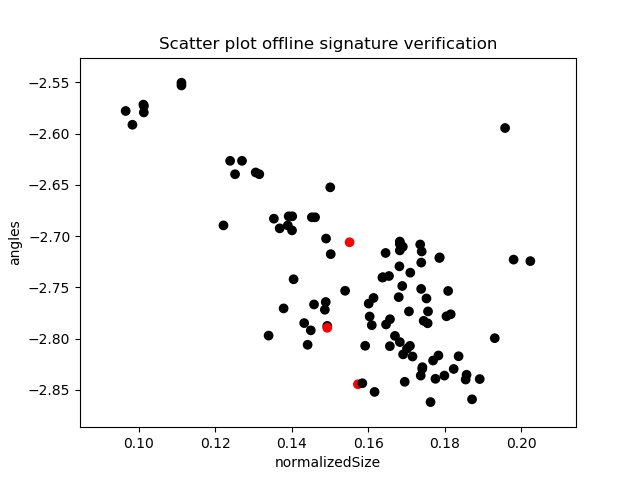 Scatter plot offline signature verification
angles
−2.55
−2.60
−2.65
−2.70
−2.75
−2.80
−2.85
0.10 0.12 0.14 0.16 0.18 0.20
normalizedSize